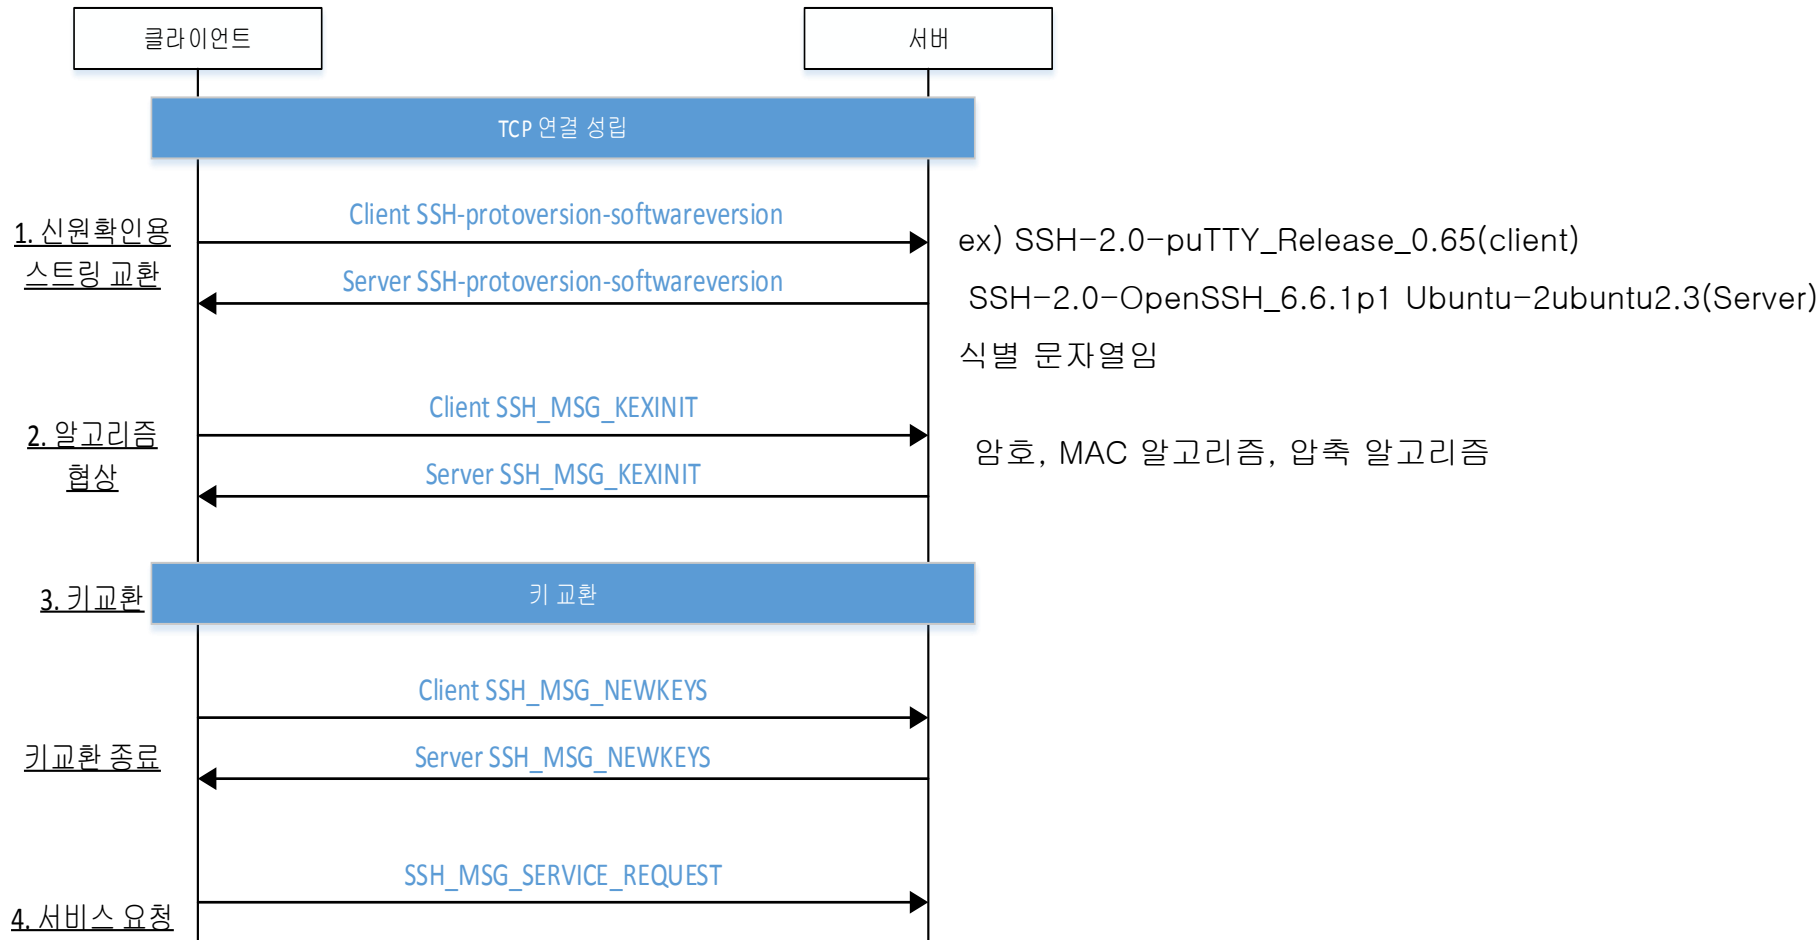 클라이언트
서버
TCP 연결 성립
1. 신원확인용
스트링 교환
Client SSH-protoversion-softwareversion
Server SSH-protoversion-softwareversion
ex) SSH-2.0-puTTY_Release_0.65(client)
SSH-2.0-OpenSSH_6.6.1p1 Ubuntu-2ubuntu2.3(Server)
식별 문자열임
2. 알고리즘
협상
Client SSH_MSG_KEXINIT
Server SSH_MSG_KEXINIT
암호, MAC 알고리즘, 압축 알고리즘
3. 키교환
키 교환
Client SSH_MSG_NEWKEYS
키교환 종료
Server SSH_MSG_NEWKEYS
SSH_MSG_SERVICE_REQUEST
4. 서비스 요청